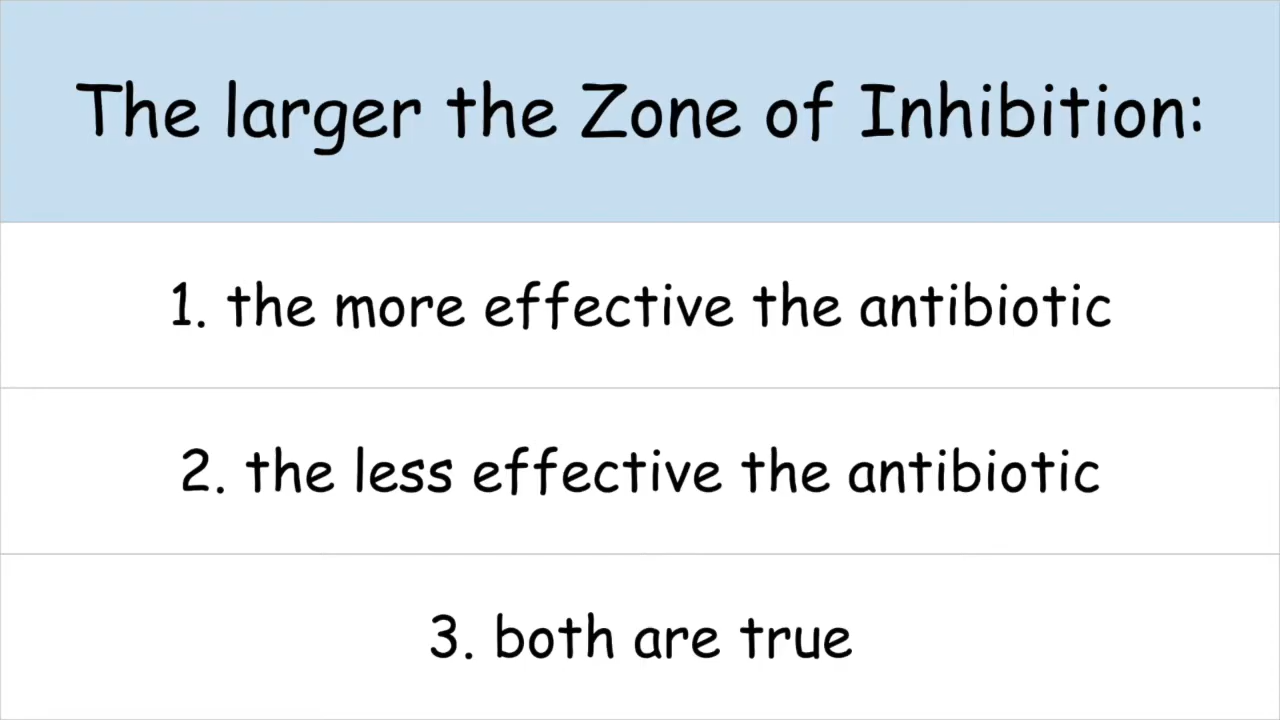 The larger the Zone of Inhibition:
1. the more effective the antibiotic
2. the less effective the antibiotic
3. both are true